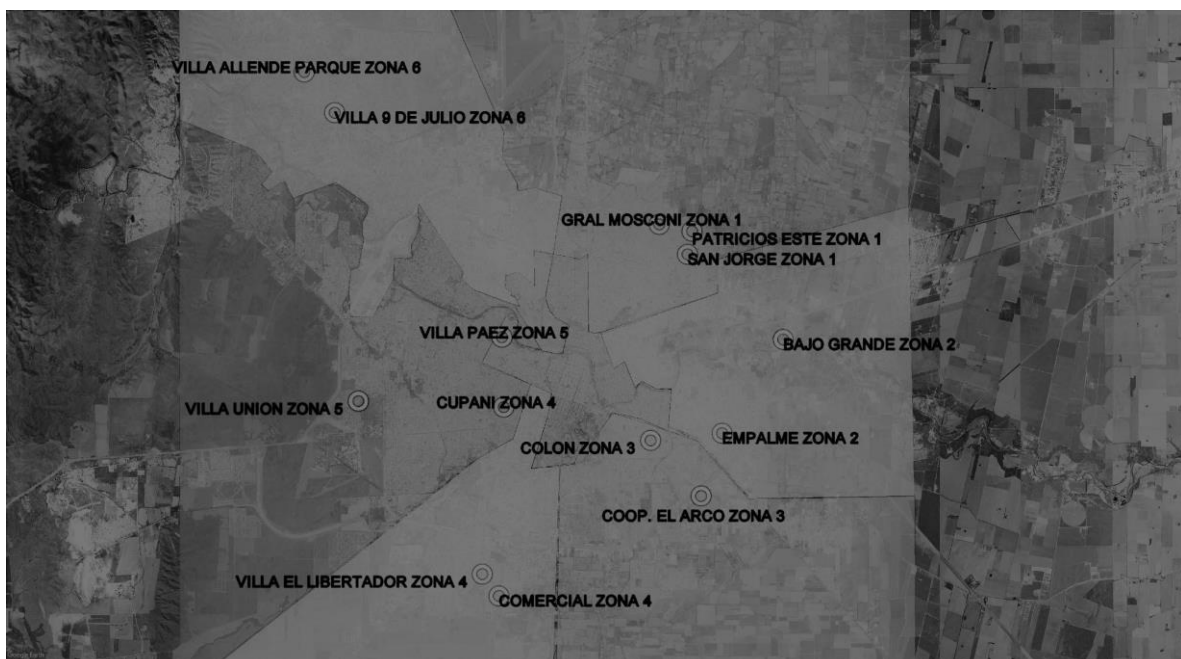 VILLA ALLENDE PARQUE ZONA 6
VILLA 9 DE JULIO ZONA 6
GRAL MOSCONI ZONA 1
PATRICIOS ESTE ZONA 1
SAN JORGE ZONA 1
VILLA PAEZ ZONA 5
BAJO GRANDE ZONA 2
VILLA UNION ZONA 5
CUPANI ZONA 4
COLON ZONA 3
EMPALME ZONA 2
COOP. EL ARCO ZONA 3
VILLA EL LIBERTADOR ZONA 4
COMERCIAL ZONA 4
Google Earth